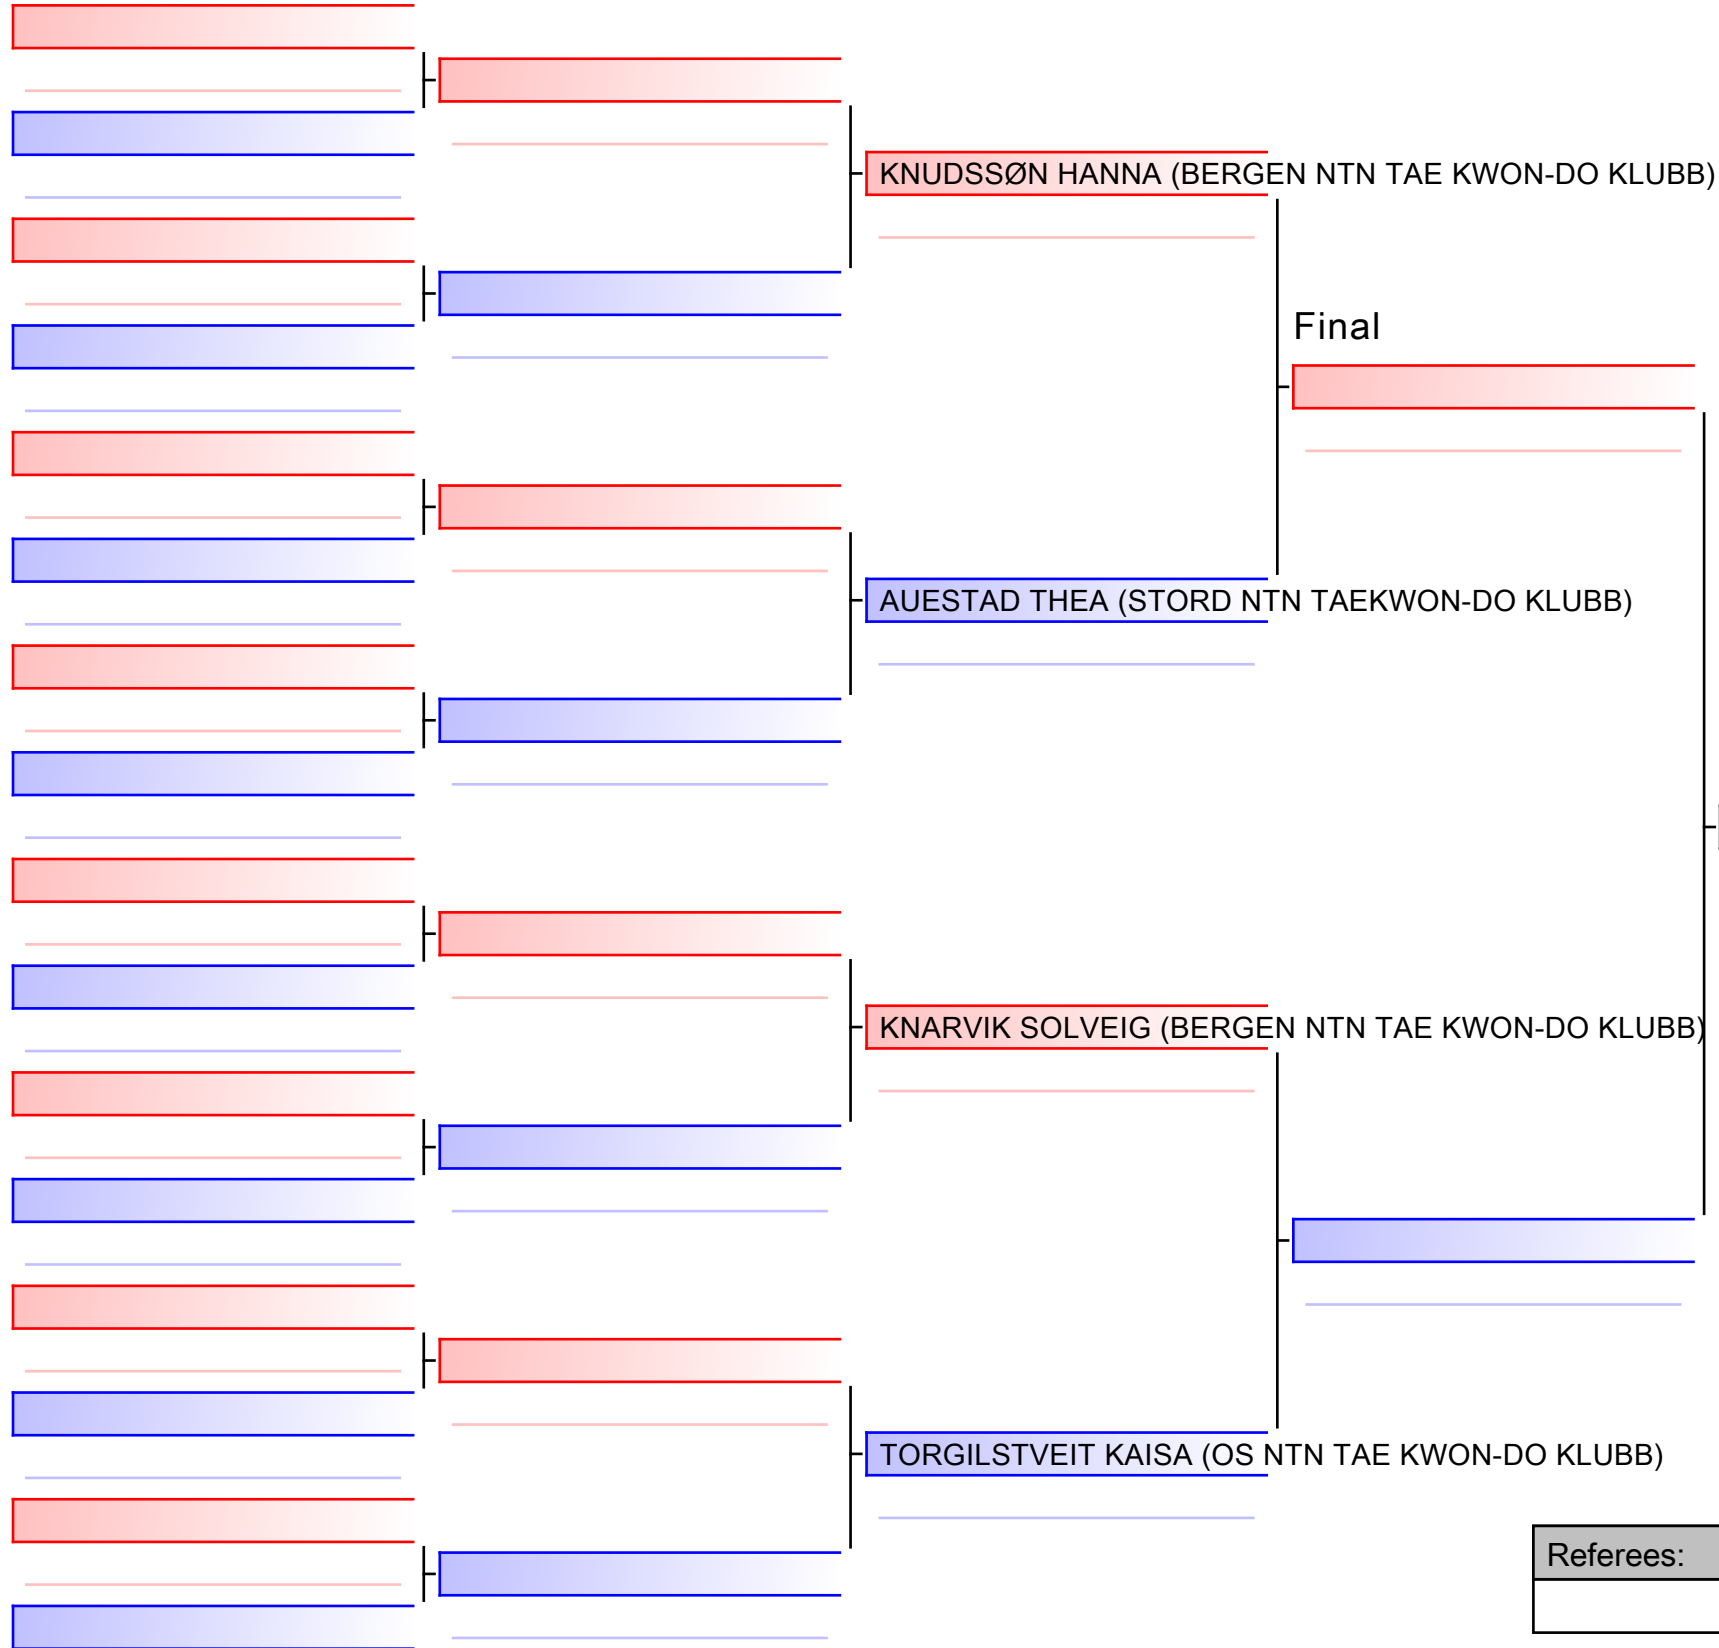 KNUDSSØN HANNA (BERGEN NTN TAE KWON-DO KLUBB)
Final
AUESTAD THEA (STORD NTN TAEKWON-DO KLUBB)
KNARVIK SOLVEIG (BERGEN NTN TAE KWON-DO KLUBB)
TORGILSTVEIT KAISA (OS NTN TAE KWON-DO KLUBB)
Referees: